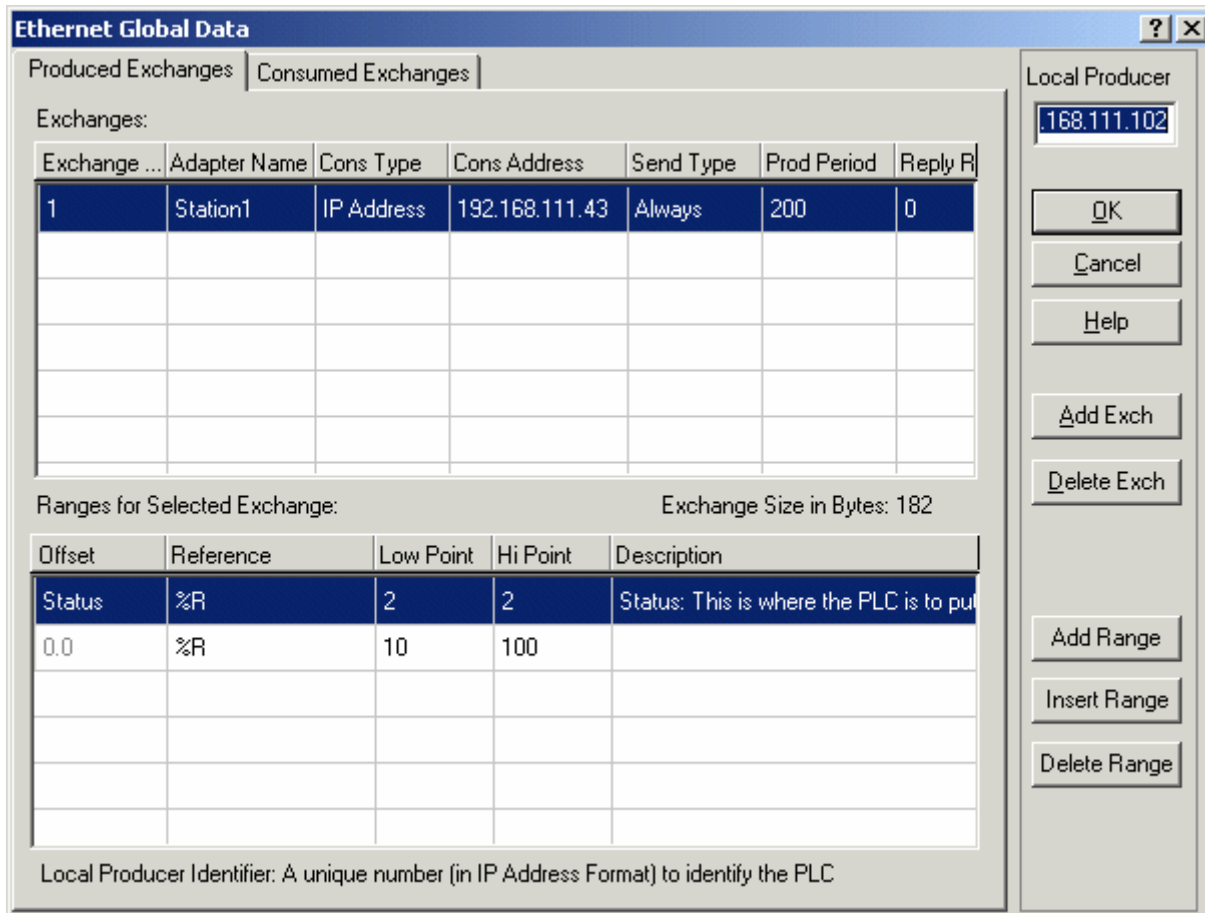 Ethernet Global Data
? X
Produced Exchanges
Consumed Exchanges
Local Producer
.168.111.102
Exchanges:
Exchange ... Adapter Name Cons Type Cons Address Send Type Prod Period Reply R
1 Station1 IP Address 192.168.111.43 Always 200 0
OK
Cancel
Help
Add Exch
Delete Exch
Ranges for Selected Exchange: Exchange Size in Bytes: 182
Offset Reference Low Point Hi Point Description
Status %R 2 2 Status: This is where the PLC is to put
0.0 %R 10 100
Add Range
Insert Range
Delete Range
Local Producer Identifier: A unique number (in IP Address Format) to identify the PLC